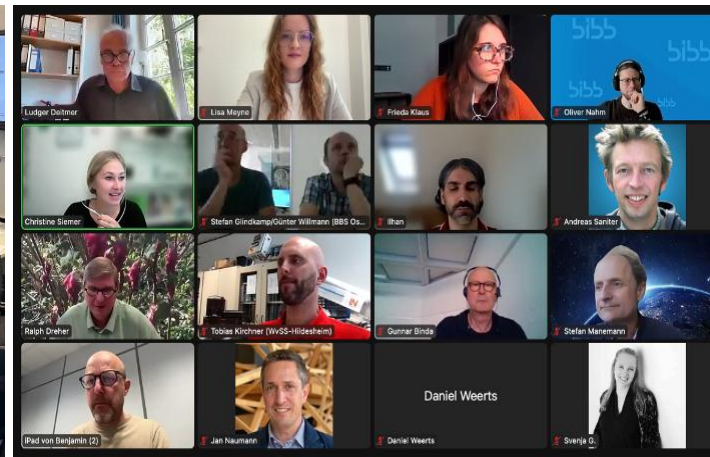 bibb
bibb
bibb
bibb
Ludger Deitmer
Lisa Meyne
Frieda Klaus
Oliver Nahm
Christine Siemer
Stefan Glindkamp/Günter Willmann (BBS Os...
Ilhan
Andreas Saniter
Ralph Dreher
Tobias Kirchner (WvSS-Hildesheim)
Gunnar Binda
Stefan Manemann
iPad von Benjamin (2)
Jan Naumann
Daniel Weerts
Daniel Weerts
Svenja G.